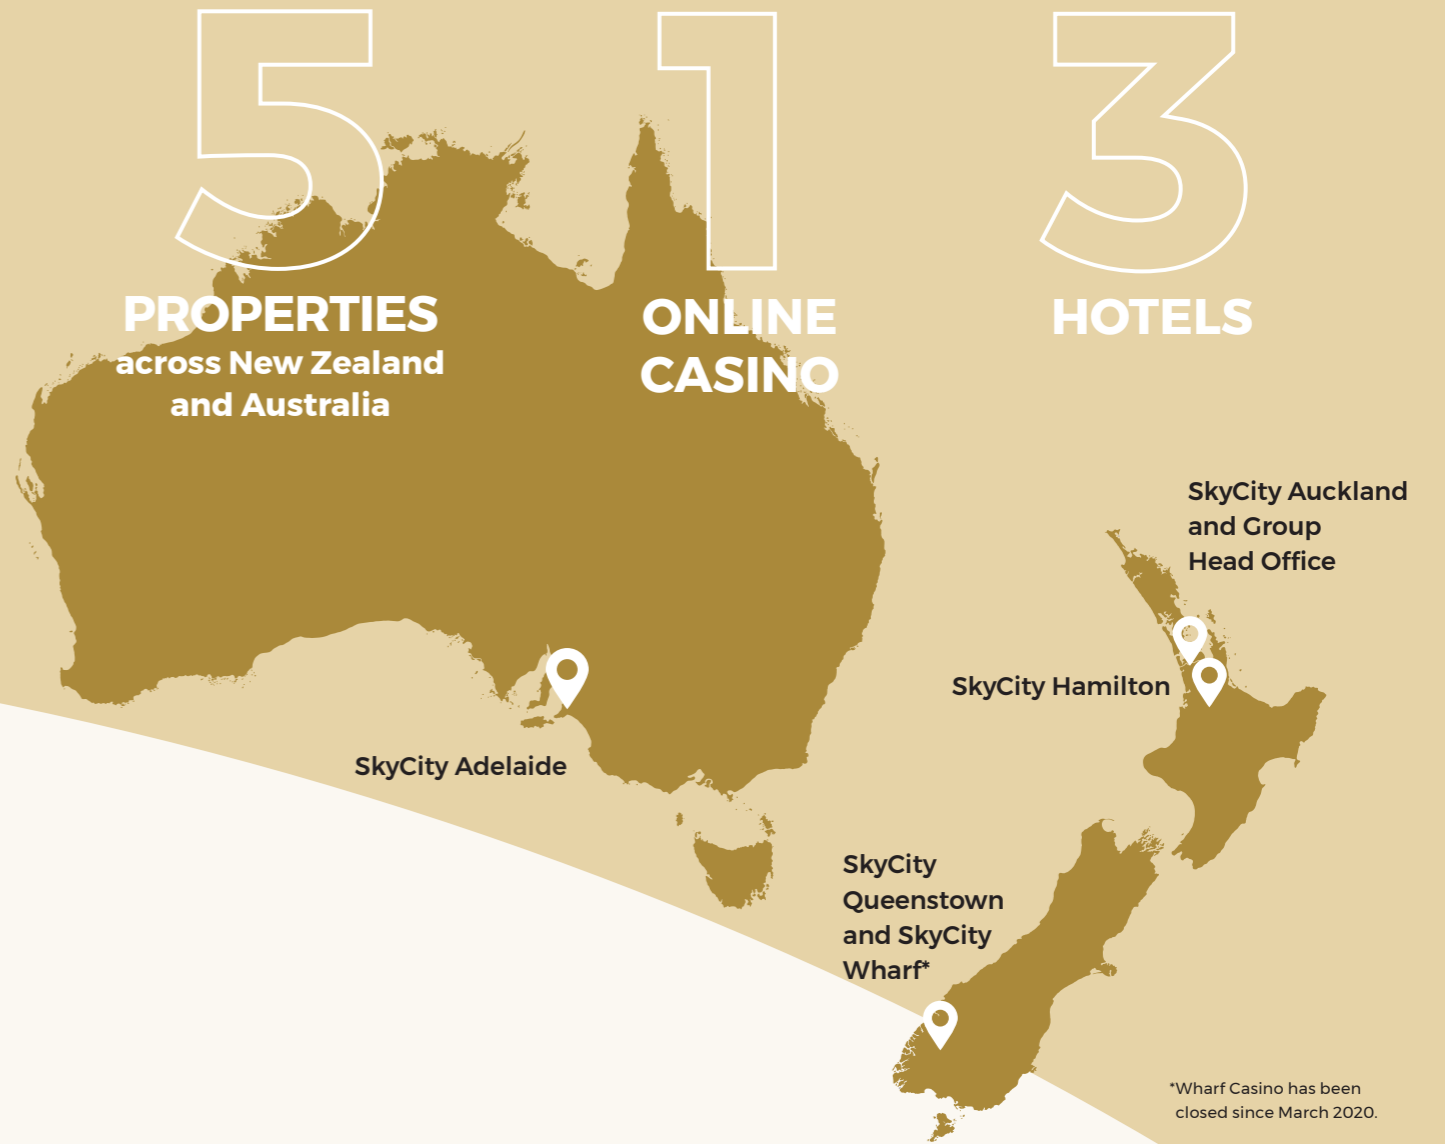 5
PROPERTIES
across New Zealand
and Australia
1
ONLINE
CASINO
3
HOTELS
SkyCity Auckland
and Group
Head Office
SkyCity Hamilton
SkyCity Adelaide
SkyCity
Queenstown
and SkyCity
Wharf*
*Wharf Casino has been
closed since March 2020.